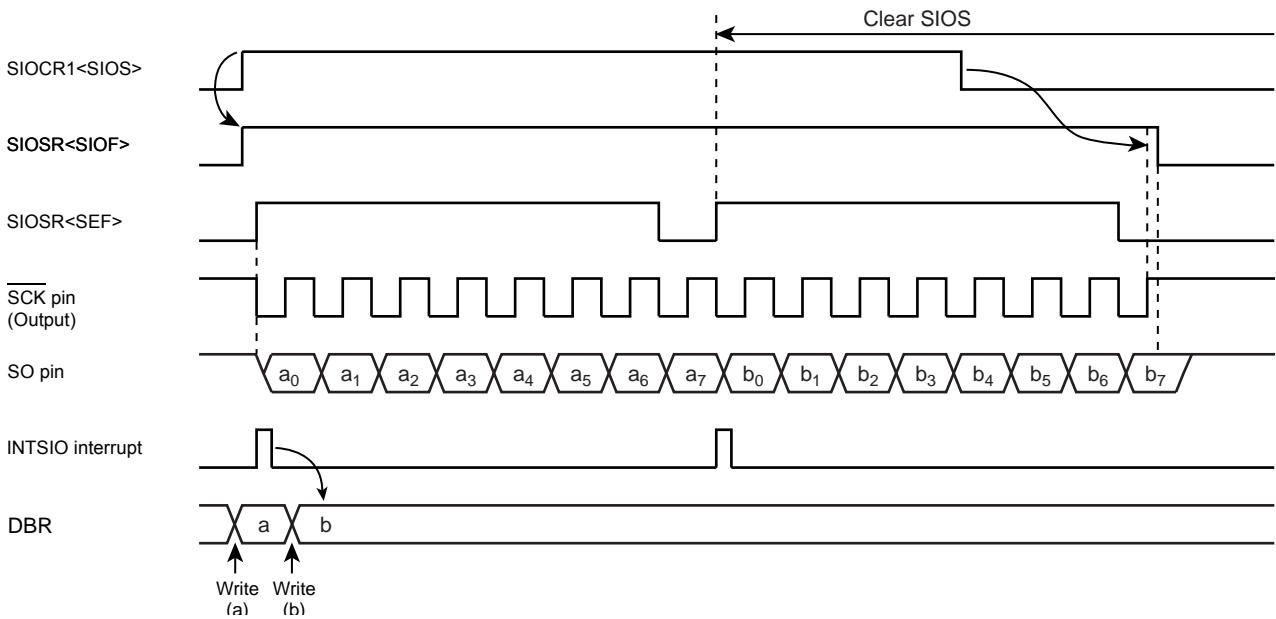 Clear SIOS
SIOCR1<SIOS>
SIOSR<SIOF>
SIOSR<SEF>
SCK pin
(Output)
SO pin
a0 a1 a2 a3 a4 a5 a6 a7 b0 b1 b2 b3 b4 b5 b6 b7
INTSIO interrupt
DBR
a b
Write Write
(a) (b)